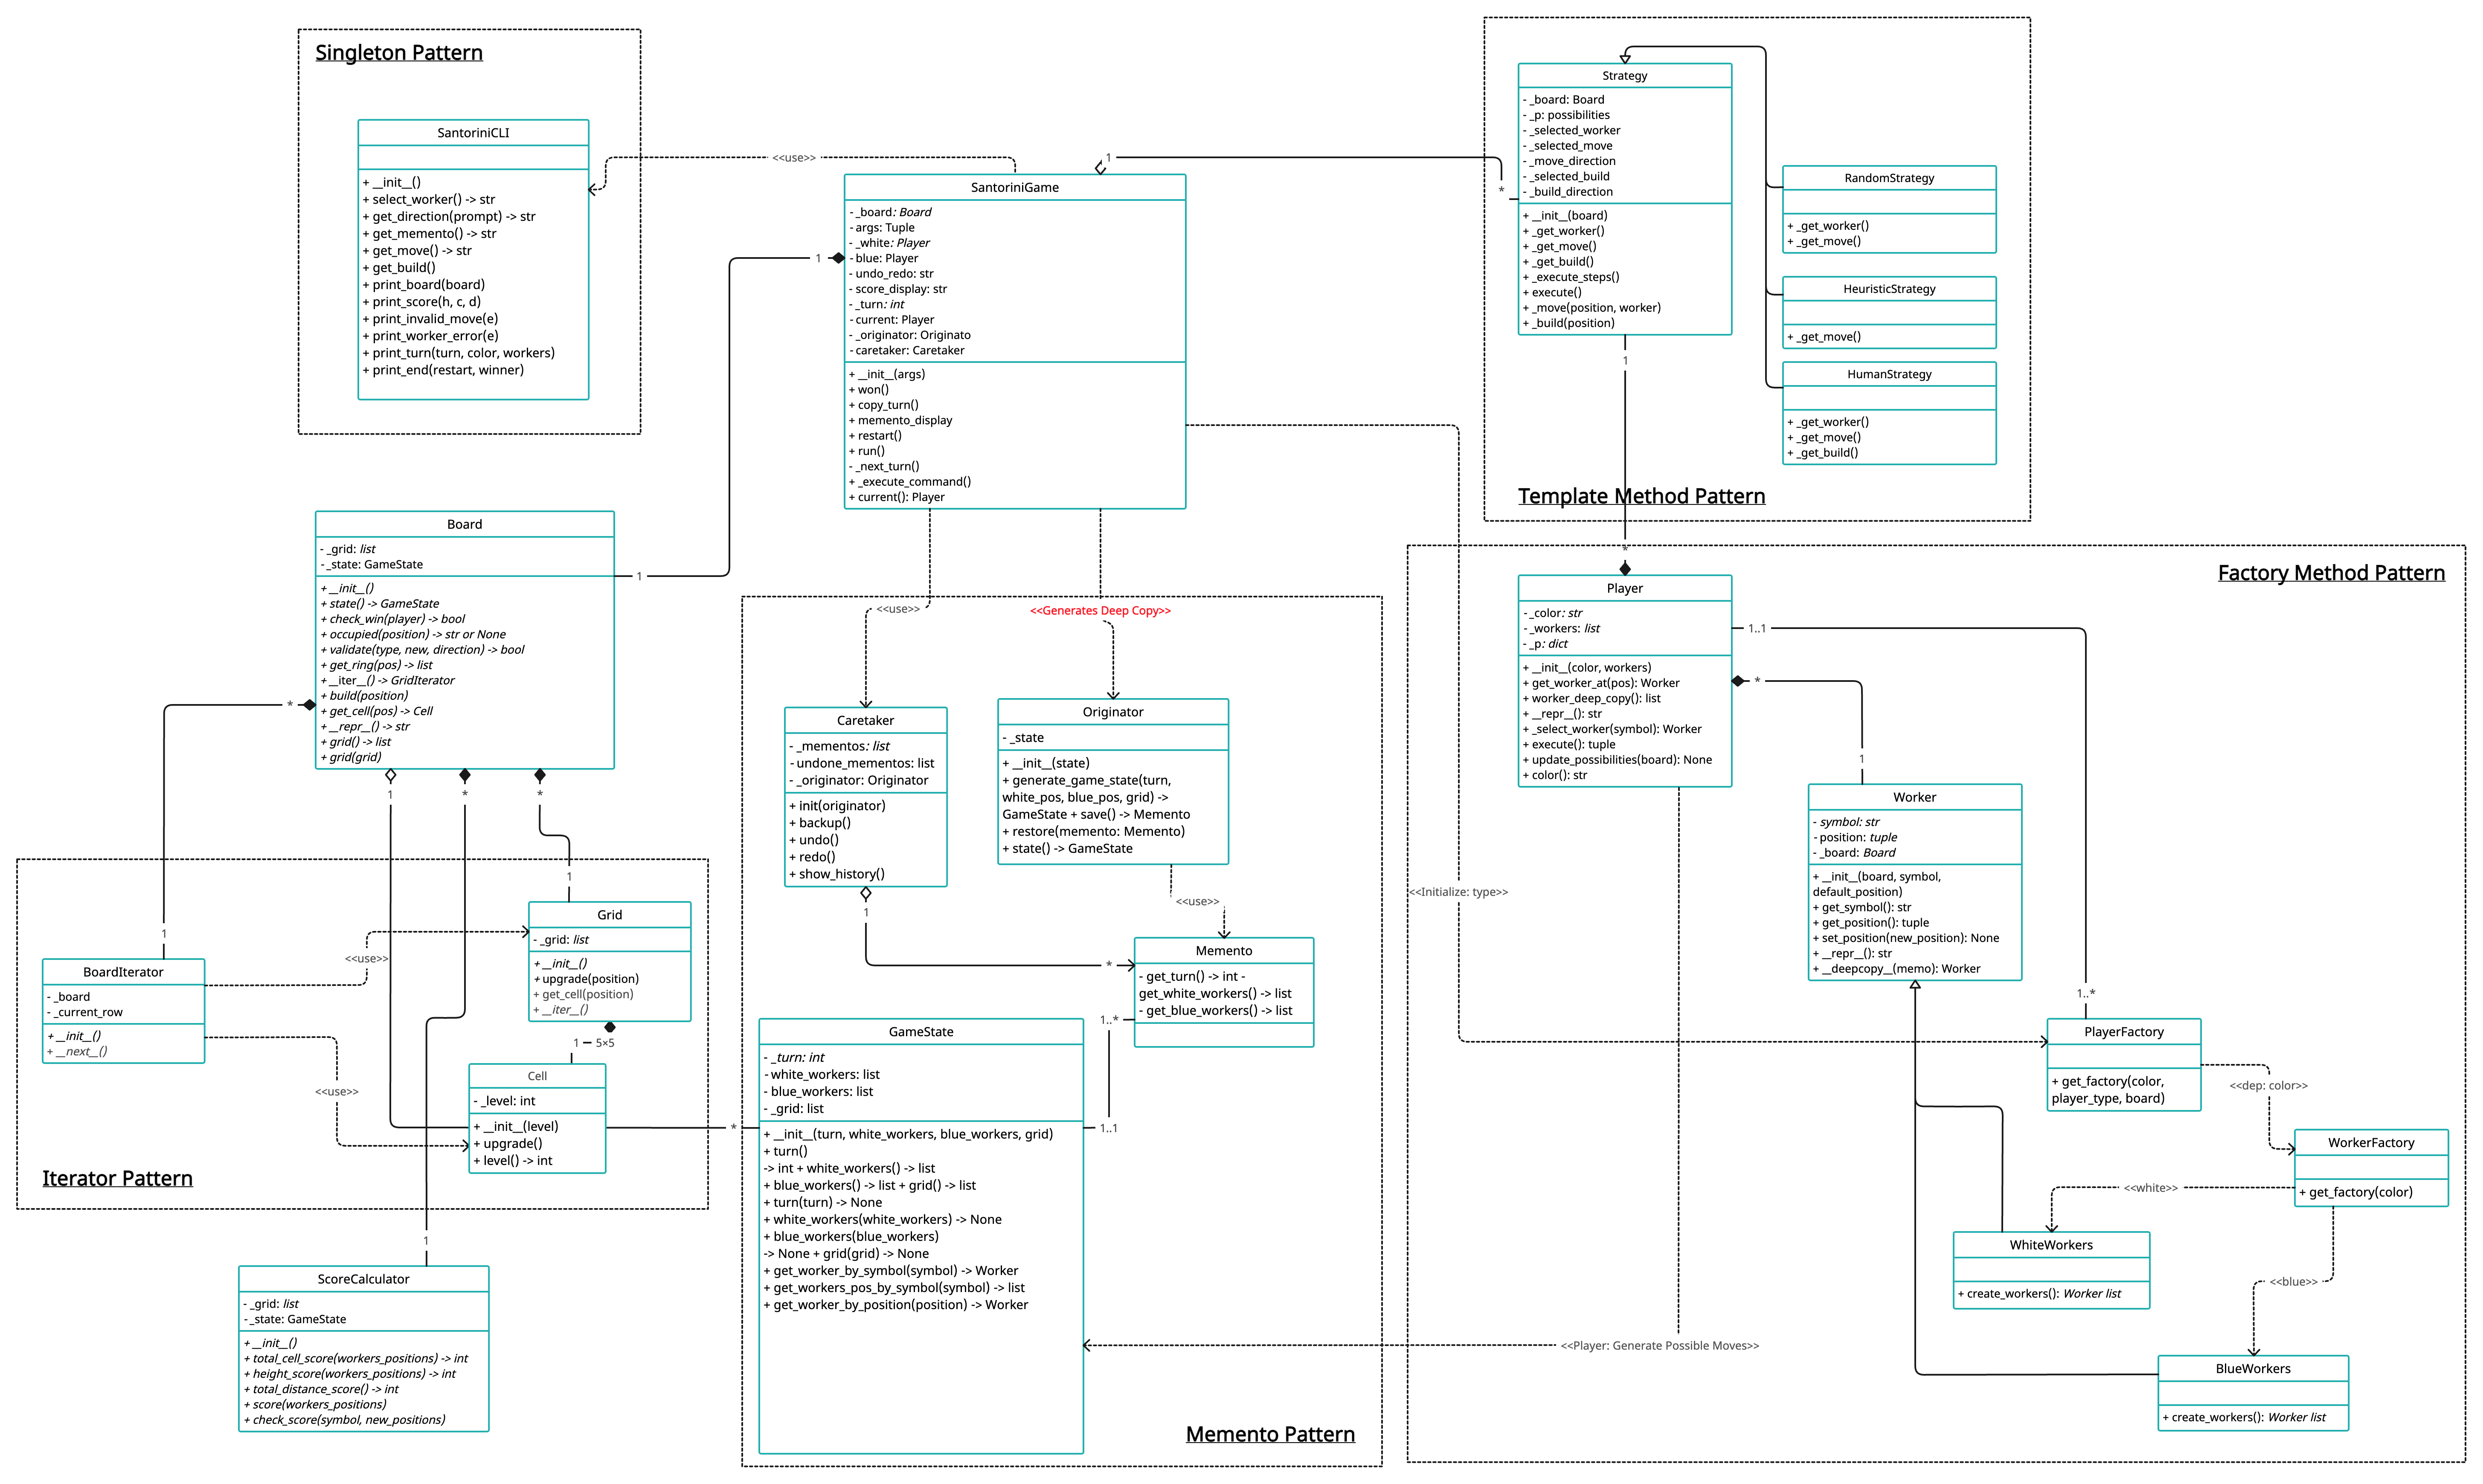 Singleton Pattern
SantoriniCLI
+ __init__()
+ select_worker() -> str
+ get_direction(prompt) -> str
+ get_memento() -> str
+ get_move() -> str
+ get_build()
+ print_board(board)
+ print_score(h, c, d)
+ print_invalid_move(e)
+ print_worker_error(e)
+ print_turn(turn, color, workers)
+ print_end(restart, winner)
<<use>>
1
*
SantoriniGame
- _board: Board
- args: Tuple
- _white: Player
- blue: Player
- undo_redo: str
- score_display: str
- _turn: int
- current: Player
- _originator: Originato
- caretaker: Caretaker
+ __init__(args)
+ won()
+ copy_turn()
+ memento_display
+ restart()
+ run()
- _next_turn()
+ _execute_command()
+ current(): Player
1
1
Strategy
- _board: Board
- _p: possibilities
- _selected_worker
- _selected_move
- _move_direction
- _selected_build
- _build_direction
+ __init__(board)
+ _get_worker()
+ _get_move()
+ _get_build()
+ _execute_steps()
+ execute()
+ _move(position, worker)
+ _build(position)
RandomStrategy
+ _get_worker()
+ _get_move()
HeuristicStrategy
+ _get_move()
HumanStrategy
+ _get_worker()
+ _get_move()
+ _get_build()
1
Template Method Pattern
*
Board
- _grid: list
- _state: GameState
+ __init__()
+ state() -> GameState
+ check_win(player) -> bool
+ occupied(position) -> str or None
+ validate(type, new, direction) -> bool
+ get_ring(pos) -> list
+ __iter__() -> GridIterator
+ build(position)
+ get_cell(pos) -> Cell
+ __repr__() -> str
+ grid() -> list
+ grid(grid)
*
1
*
*
1
1
<<use>>
<<Generates Deep Copy>>
Caretaker
- _mementos: list
- undone_mementos: list
- _originator: Originator
+ init(originator)
+ backup()
+ undo()
+ redo()
+ show_history()
Originator
- _state
+ __init__(state)
+ generate_game_state(turn,
white_pos, blue_pos, grid) ->
GameState + save() -> Memento
+ restore(memento: Memento)
+ state() -> GameState
1
<<use>>
*
Memento
- get_turn() -> int -
get_white_workers() -> list
- get_blue_workers() -> list
1..*
1..1
GameState
- _turn: int
- white_workers: list
- blue_workers: list
- _grid: list
+ __init__(turn, white_workers, blue_workers, grid)
+ turn()
-> int + white_workers() -> list
+ blue_workers() -> list + grid() -> list
+ turn(turn) -> None
+ white_workers(white_workers) -> None
+ blue_workers(blue_workers)
-> None + grid(grid) -> None
+ get_worker_by_symbol(symbol) -> Worker
+ get_workers_pos_by_symbol(symbol) -> list
+ get_worker_by_position(position) -> Worker
*
Memento Pattern
BoardIterator
- _board
- _current_row
+ __init__()
+ __next__()
<<use>>
<<use>>
Grid
- _grid: list
+ __init__()
+ upgrade(position)
+ get_cell(position)
+ __iter__()
1
5×5
Cell
- _level: int
+ __init__(level)
+ upgrade()
+ level() -> int
Iterator Pattern
1
ScoreCalculator
- _grid: list
- _state: GameState
+ __init__()
+ total_cell_score(workers_positions) -> int
+ height_score(workers_positions) -> int
+ total_distance_score() -> int
+ score(workers_positions)
+ check_score(symbol, new_positions)
Factory Method Pattern
Player
- _color: str
- _workers: list
- _p: dict
+ __init__(color, workers)
+ get_worker_at(pos): Worker
+ worker_deep_copy(): list
+ __repr__(): str
+ _select_worker(symbol): Worker
+ execute(): tuple
+ update_possibilities(board): None
+ color(): str
1..1
*
1
Worker
- symbol: str
- position: tuple
- _board: Board
+ __init__(board, symbol,
default_position)
+ get_symbol(): str
+ get_position(): tuple
+ set_position(new_position): None
+ __repr__(): str
+ __deepcopy__(memo): Worker
<<Initialize: type>>
1..*
PlayerFactory
+ get_factory(color,
player_type, board)
<<dep: color>>
WorkerFactory
+ get_factory(color)
<<white>>
WhiteWorkers
+ create_workers(): Worker list
<<blue>>
<<Player: Generate Possible Moves>>
BlueWorkers
+ create_workers(): Worker list